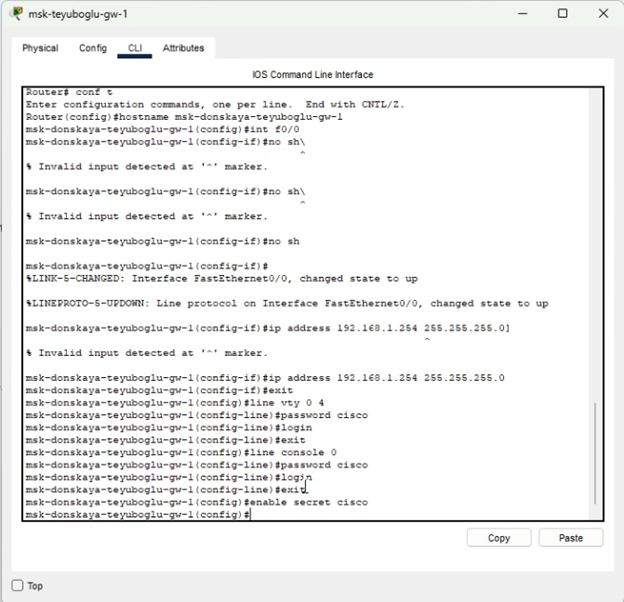 msk-teyuboglu-gw-1
Physical Config CLI Attributes
IOS Command Line Interface
Router# conf t
Enter configuration commands, one per line. End with CNTL/Z.
Router(config)#hostname msk-donskaya-teyuboglu-gw-1
msk-donskaya-teyuboglu-gw-1(config)#int f0/0
msk-donskaya-teyuboglu-gw-1(config-if)#no sh\
^
% Invalid input detected at '^' marker.
msk-donskaya-teyuboglu-gw-1(config-if)#no sh\
^
% Invalid input detected at '^' marker.
msk-donskaya-teyuboglu-gw-1(config-if)#no sh
msk-donskaya-teyuboglu-gw-1(config-if)#
%LINK-5-CHANGED: Interface FastEthernet0/0, changed state to up
%LINEPROTO-5-UPDOWN: Line protocol on Interface FastEthernet0/0, changed state to up
msk-donskaya-teyuboglu-gw-1(config-if)#ip address 192.168.1.254 255.255.255.0]
^
% Invalid input detected at '^' marker.
msk-donskaya-teyuboglu-gw-1(config-if)#ip address 192.168.1.254 255.255.255.0
msk-donskaya-teyuboglu-gw-1(config-if)#exit
msk-donskaya-teyuboglu-gw-1(config)#line vty 0 4
msk-donskaya-teyuboglu-gw-1(config-line)#password cisco
msk-donskaya-teyuboglu-gw-1(config-line)#login
msk-donskaya-teyuboglu-gw-1(config-line)#exit
msk-donskaya-teyuboglu-gw-1(config)#line console 0
msk-donskaya-teyuboglu-gw-1(config-line)#password cisco
msk-donskaya-teyuboglu-gw-1(config-line)#login
msk-donskaya-teyuboglu-gw-1(config-line)#exit
msk-donskaya-teyuboglu-gw-1(config)#enable secret cisco
msk-donskaya-teyuboglu-gw-1(config)#
Copy Paste
Top